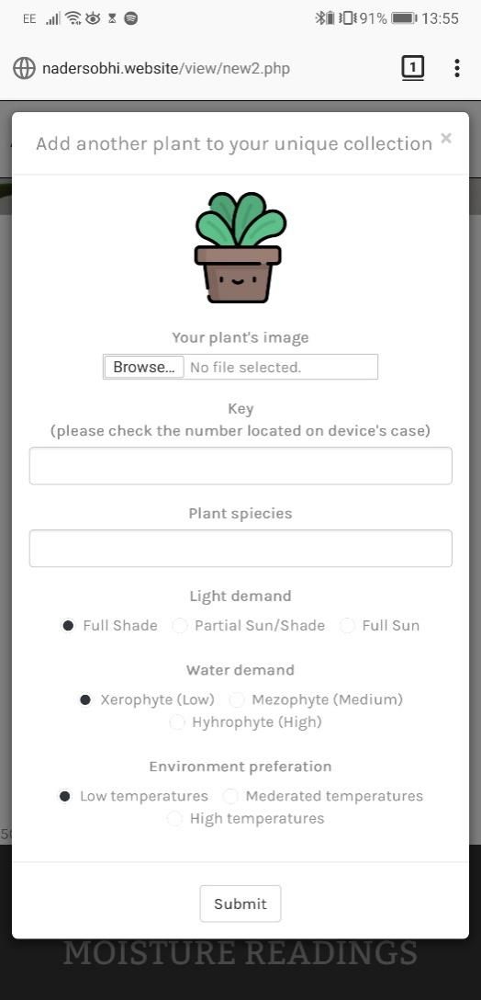 EE 91% 13:55
nadersobhi.website/view/new2.php 1
Add another plant to your unique collection ×
Your plant's image
Browse... No file selected.
Key
(please check the number located on device's case)
Plant spiecies
Light demand
Full Shade Partial Sun/Shade Full Sun
Water demand
Xerophyte (Low) Mezophyte (Medium)
Hyhrophyte (High)
Environment preferation
Low temperatures Mederated temperatures
High temperatures
Submit
MOISTURE READINGS